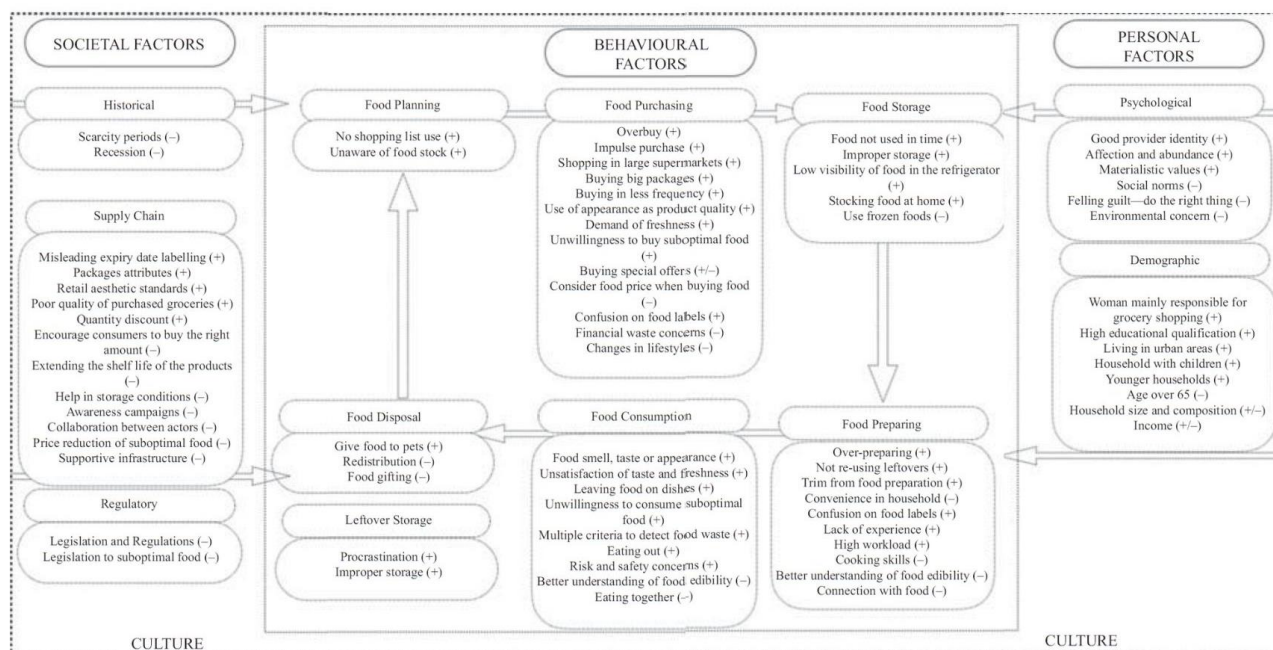 SOCIETAL FACTORS
Historical
Scarcity periods (–)
Recession (–)
Supply Chain
Misleading expiry date labelling (+)
Packages attributes (+)
Retail aesthetic standards (+)
Poor quality of purchased groceries (+)
Quantity discount (+)
Encourage consumers to buy the right
amount (–)
Extending the shelf life of the products
(–)
Help in storage conditions (–)
Awareness campaigns (–)
Collaboration between actors (–)
Price reduction of suboptimal food (–)
Supportive infrastructure (–)
Regulatory
Legislation and Regulations (–)
Legislation to suboptimal food (–)
CULTURE
BEHAVIOURAL
FACTORS
Food Planning
No shopping list use (+)
Unaware of food stock (+)
Food Purchasing
Overbuy (+)
Impulse purchase (+)
Shopping in large supermarkets (+)
Buying big packages (+)
Buying in less frequency (+)
Use of appearance as product quality (+)
Demand of freshness (+)
Unwillingness to buy suboptimal food
(+)
Buying special offers (+/–)
Consider food price when buying food
(–)
Confusion on food labels (+)
Financial waste concerns (–)
Changes in lifestyles (–)
Food Storage
Food not used in time (+)
Improper storage (+)
Low visibility of food in the refrigerator
(+)
Stocking food at home (+)
Use frozen foods (–)
Food Disposal
Give food to pets (+)
Redistribution (–)
Food gifting (–)
Leftover Storage
Procrastination (+)
Improper storage (+)
Food Consumption
Food smell, taste or appearance (+)
Unsatisfaction of taste and freshness (+)
Leaving food on dishes (+)
Unwillingness to consume suboptimal
food (+)
Multiple criteria to detect food waste (+)
Eating out (+)
Risk and safety concerns (+)
Better understanding of food edibility (–)
Eating together (–)
Food Preparing
Over-preparing (+)
Not re-using leftovers (+)
Trim from food preparation (+)
Convenience in household (–)
Confusion on food labels (+)
Lack of experience (+)
High workload (+)
Cooking skills (–)
Better understanding of food edibility (–)
Connection with food (–)
PERSONAL
FACTORS
Psychological
Good provider identity (+)
Affection and abundance (+)
Materialistic values (+)
Social norms (–)
Felling guilt—do the right thing (–)
Environmental concern (–)
Demographic
Woman mainly responsible for
grocery shopping (+)
High educational qualification (+)
Living in urban areas (+)
Household with children (+)
Younger households (+)
Age over 65 (–)
Household size and composition (+/–)
Income (+/–)
CULTURE